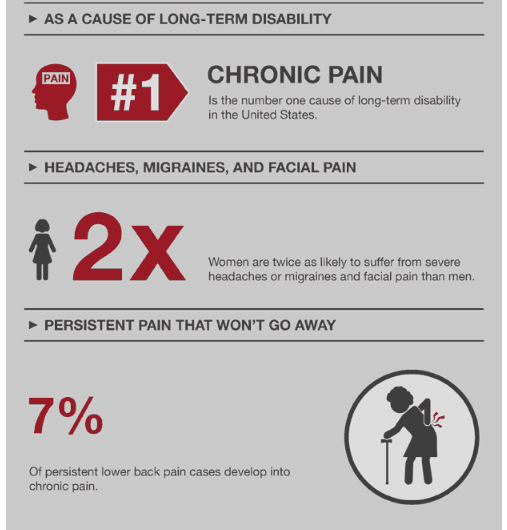 ► AS A CAUSE OF LONG-TERM DISABILITY
PAIN
#1
CHRONIC PAIN
Is the number one cause of long-term disability
in the United States.
► HEADACHES, MIGRAINES, AND FACIAL PAIN
2x
Women are twice as likely to suffer from severe
headaches or migraines and facial pain than men.
► PERSISTENT PAIN THAT WON'T GO AWAY
7%
Of persistent lower back pain cases develop into
chronic pain.